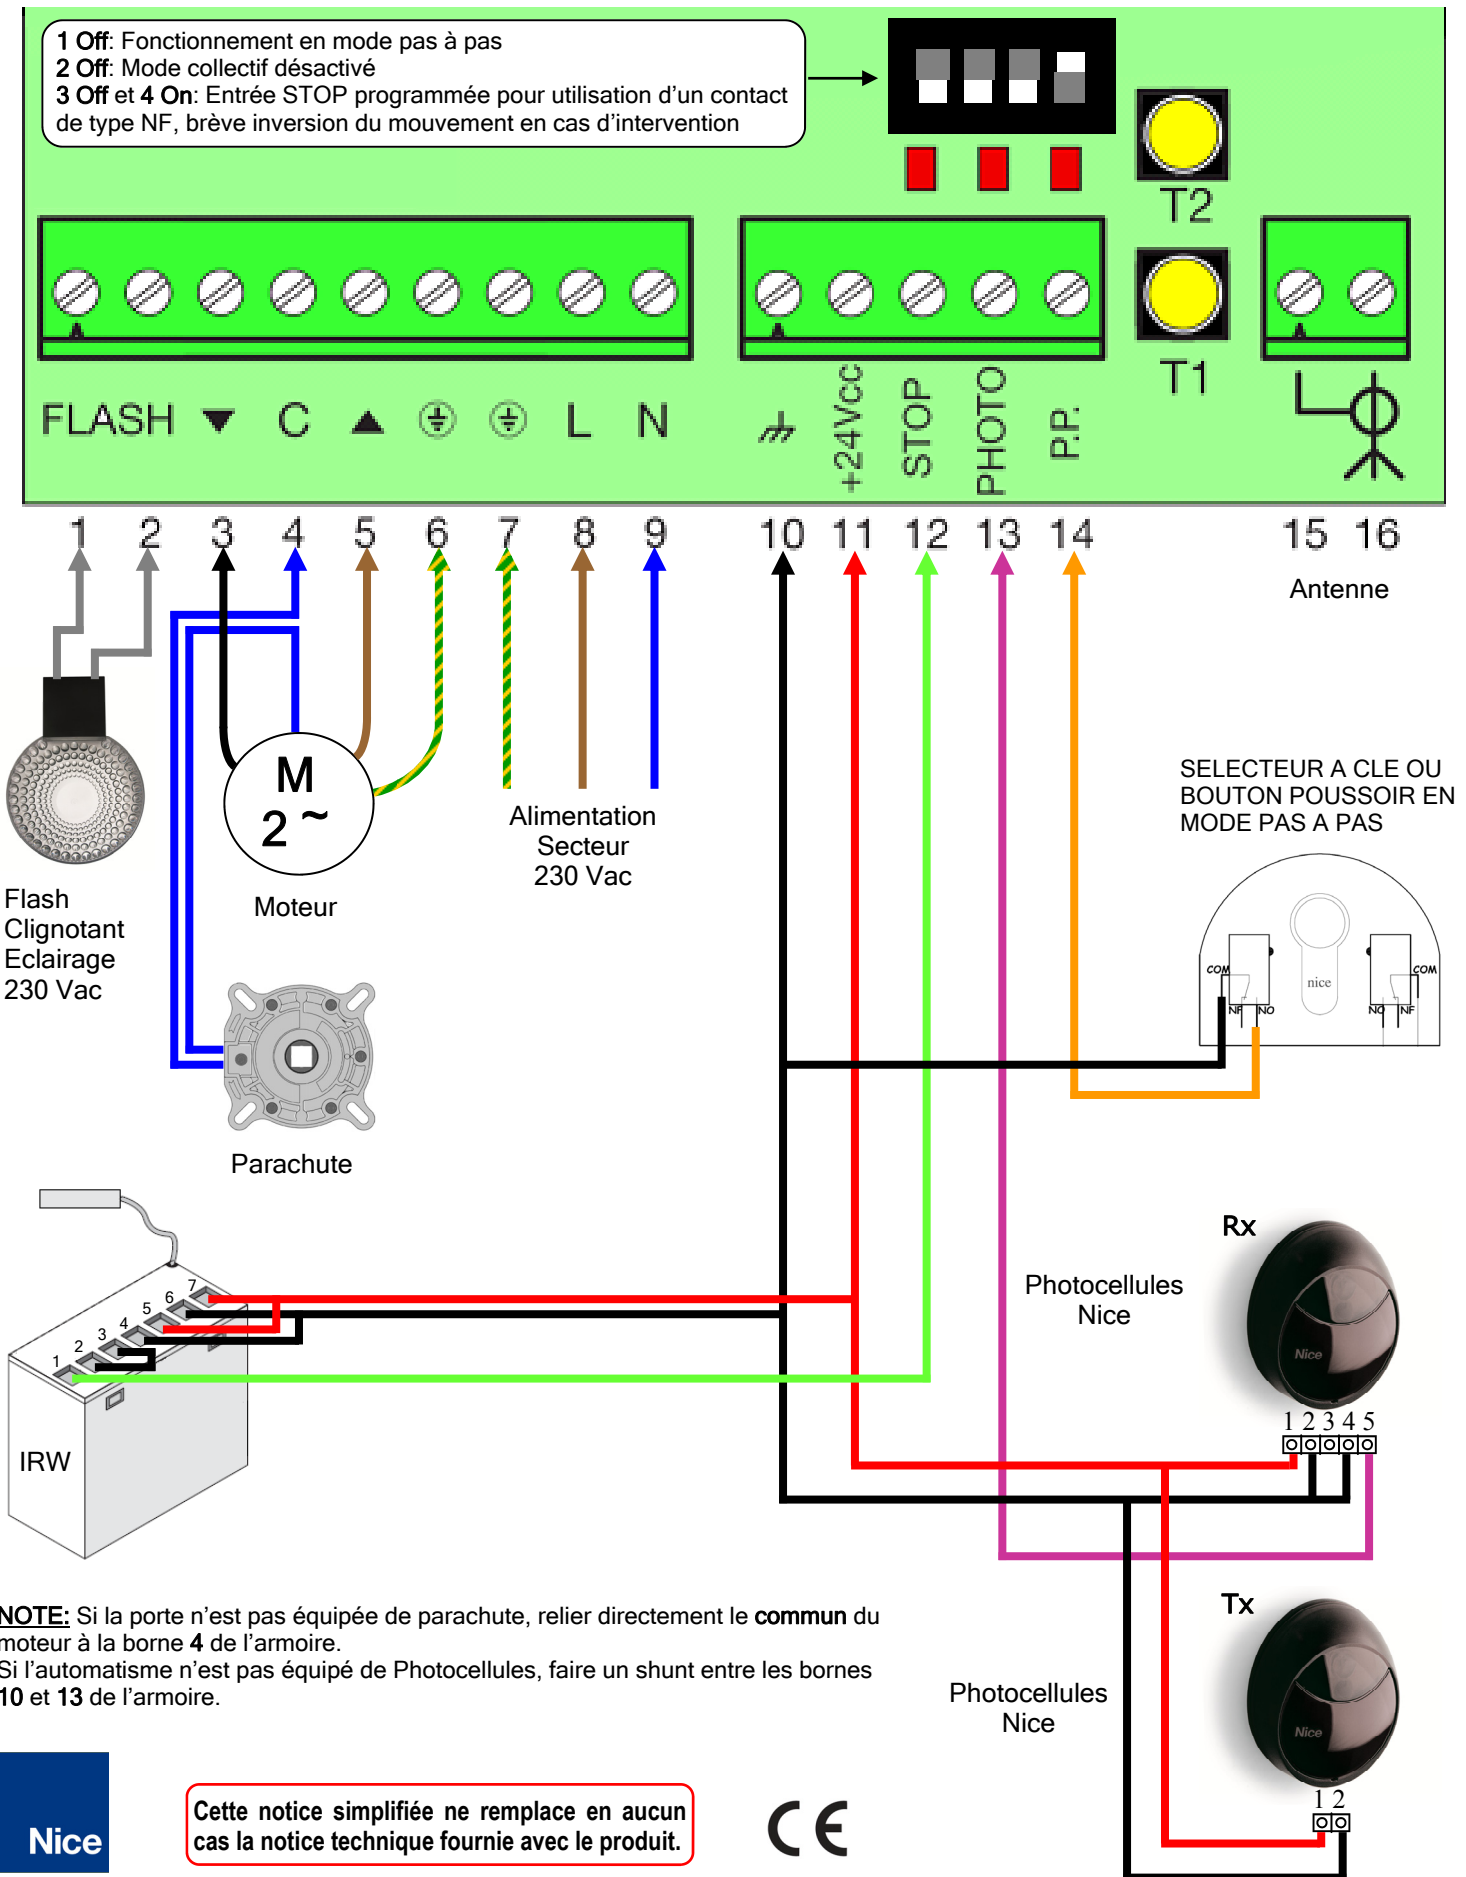 1 Off: Fonctionnement en mode pas à pas
2 Off: Mode collectif désactivé
3 Off et 4 On: Entrée STOP programmée pour utilisation d'un contact
de type NF, brève inversion du mouvement en cas d'intervention
T2
T1
FLASH ▼ C ▲ L N
+24Vcc
STOP
PHOTO
P.P.
1 2 3 4 5 6 7 8 9 10 11 12 13 14 15 16
Antenne
M
2 ~
Moteur
Alimentation
Secteur
230 Vac
Flash
Clignotant
Eclairage
230 Vac
SELECTEUR A CLE OU
BOUTON POUSSOIR EN
MODE PAS A PAS
COM
NF
NO
nice
COM
NO
NF
Parachute
1 2 3 4 5 6 7
IRW
Rx
Photocellules
Nice
Nice
1 2 3 4 5
NOTE: Si la porte n'est pas équipée de parachute, relier directement le commun du
moteur à la borne 4 de l'armoire.
Si l'automatisme n'est pas équipé de Photocellules, faire un shunt entre les bornes
10 et 13 de l'armoire.
Tx
Photocellules
Nice
Nice
1 2
Nice
Cette notice simplifiée ne remplace en aucun
cas la notice technique fournie avec le produit.
CE